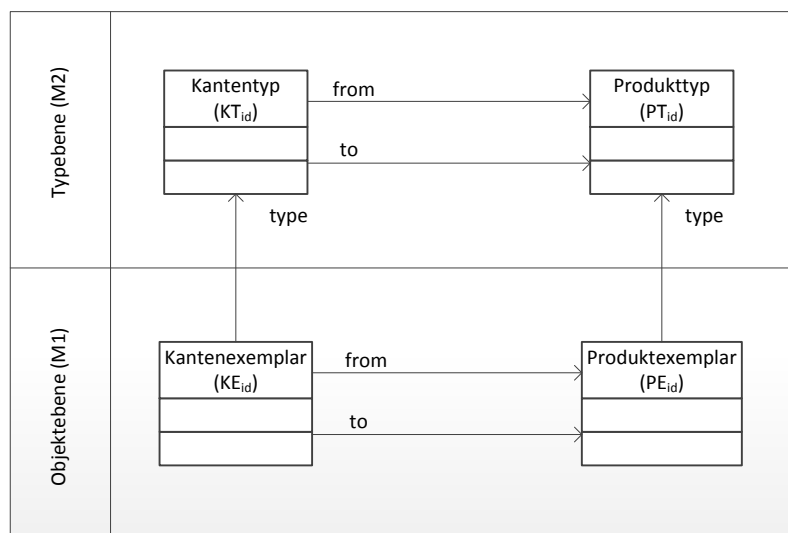 Typebene (M2)
Kantentyp
(KTid)
from
to
Produkttyp
(PTid)
type
type
Objektebene (M1)
Kantenexemplar
(KEid)
from
to
Produktexemplar
(PEid)